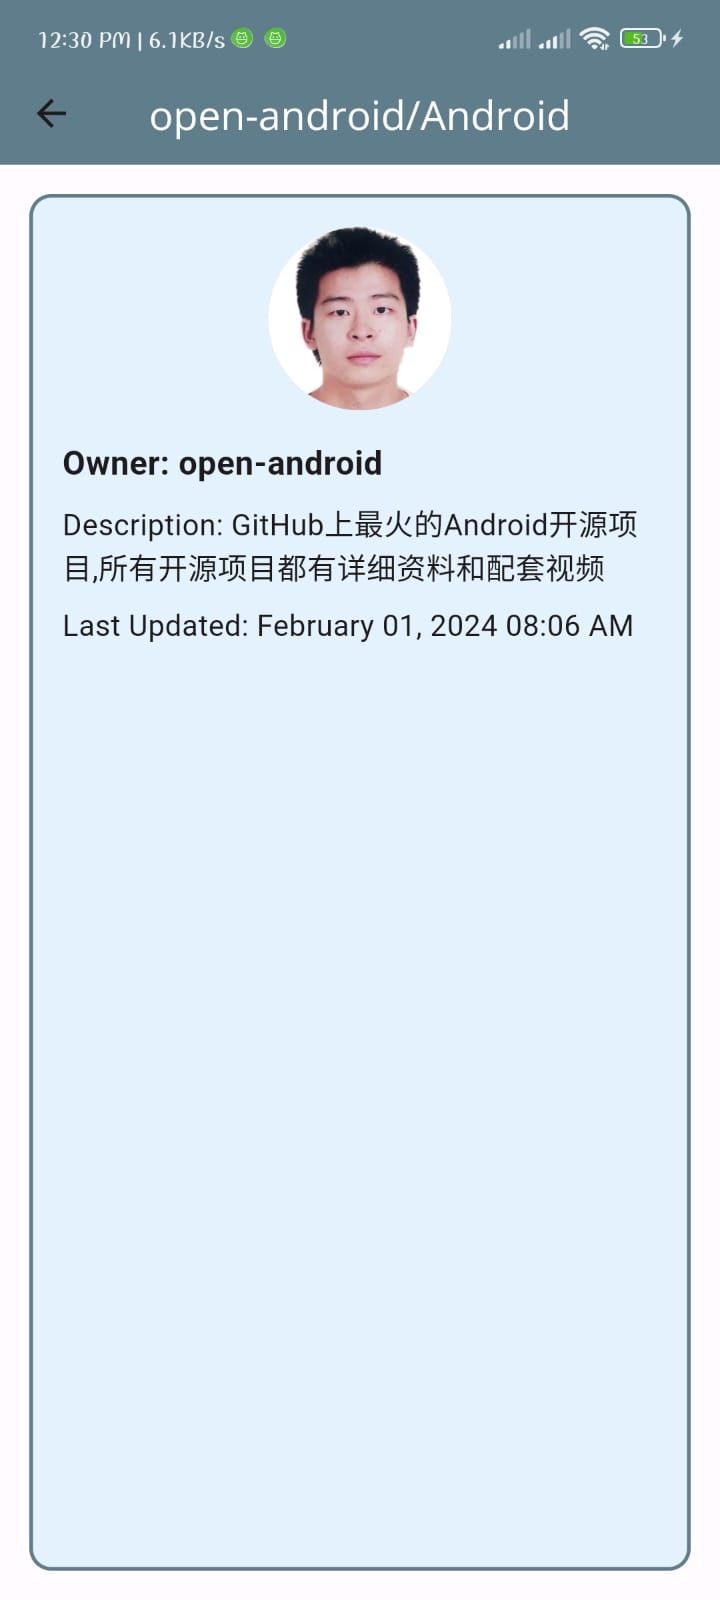 12:30 PM | 6.1KB/s 53
open-android/Android
Owner: open-android
Description: GitHub上最火的Android开源项
目,所有开源项目都有详细资料和配套视频
Last Updated: February 01, 2024 08:06 AM